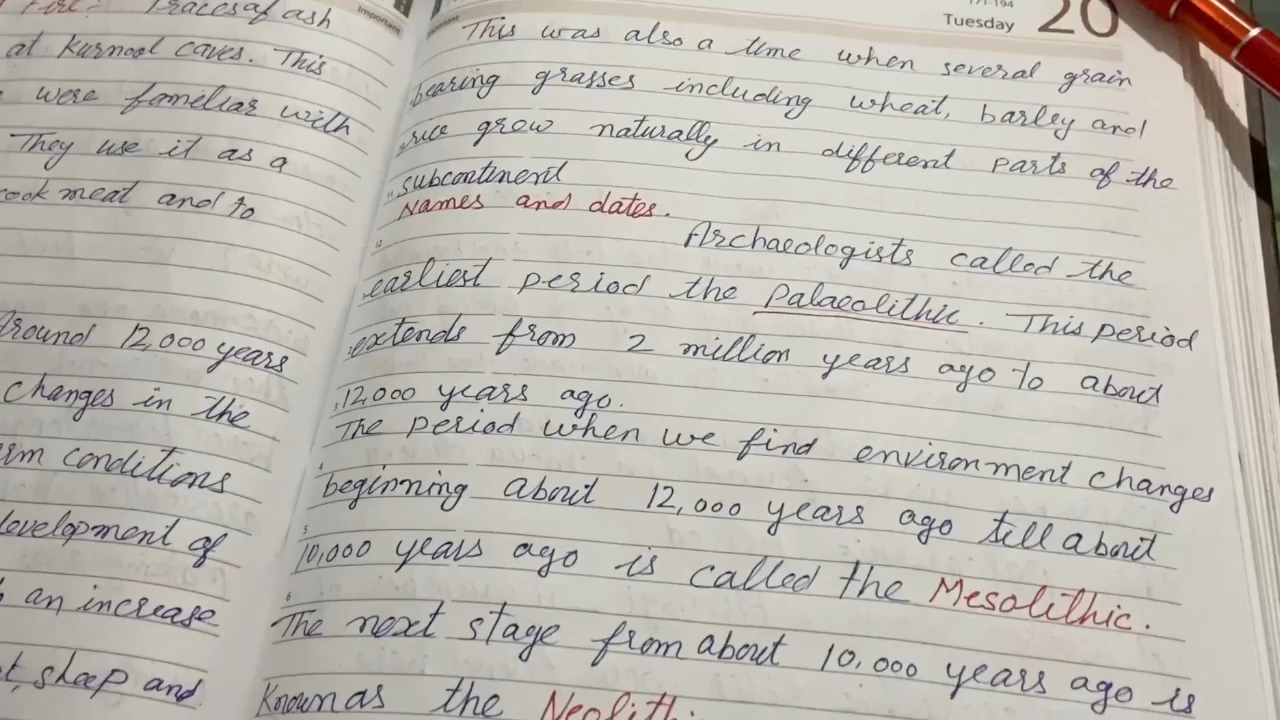 Fire: Traces of ash
at Kurnool caves. This
were familiar with
They use it as a
cook meat and to
Around 12,000 years
changes in the
conditions
development of
an increase
sheep and
Important
Tuesday
20
171-194
This was also a time when several grain
bearing grasses including wheat, barley and
rice grow naturally in different parts of the
subcontinent
Names and dates.
Archaeologists called the
earliest period the Palaeolithic. This period
extends from 2 million years ago to about
12,000 years ago.
The period when we find environment changes
beginning about 12,000 years ago till about
10,000 years ago is called the Mesolithic.
The next stage from about 10,000 years ago is
known as the Neolithi